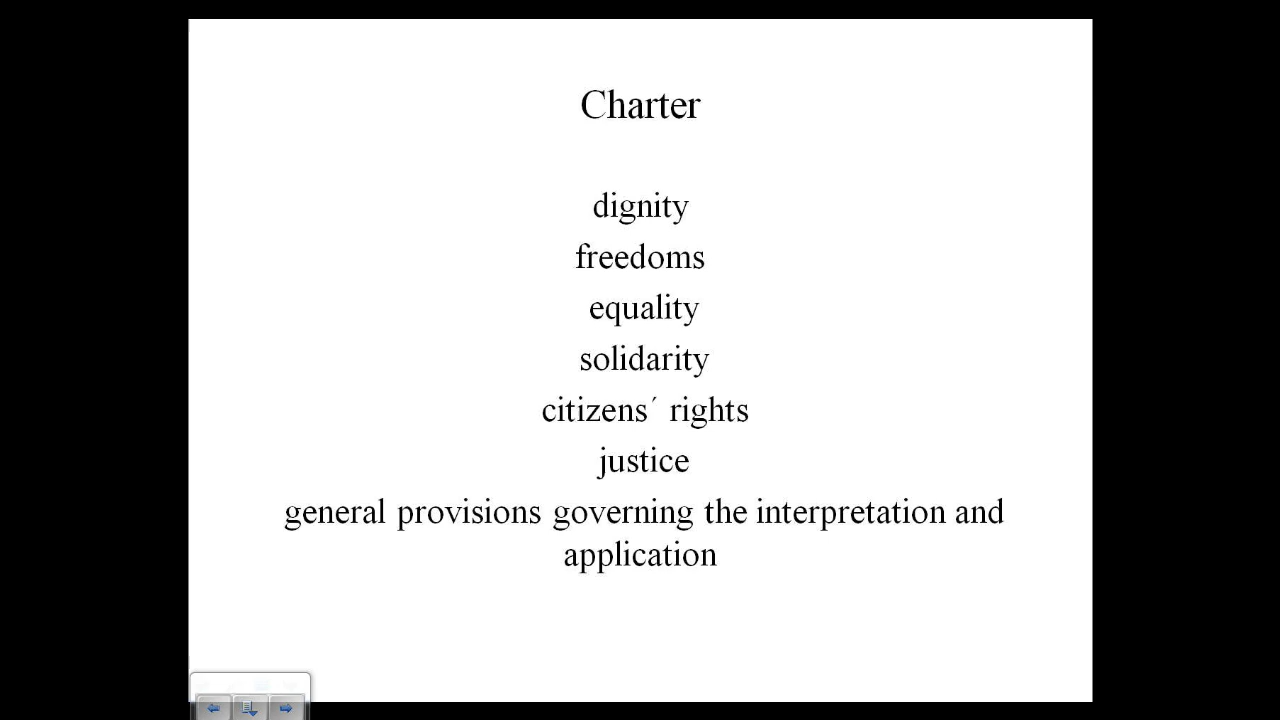 Charter
dignity
freedoms
equality
solidarity
citizens´ rights
justice
general provisions governing the interpretation and
application